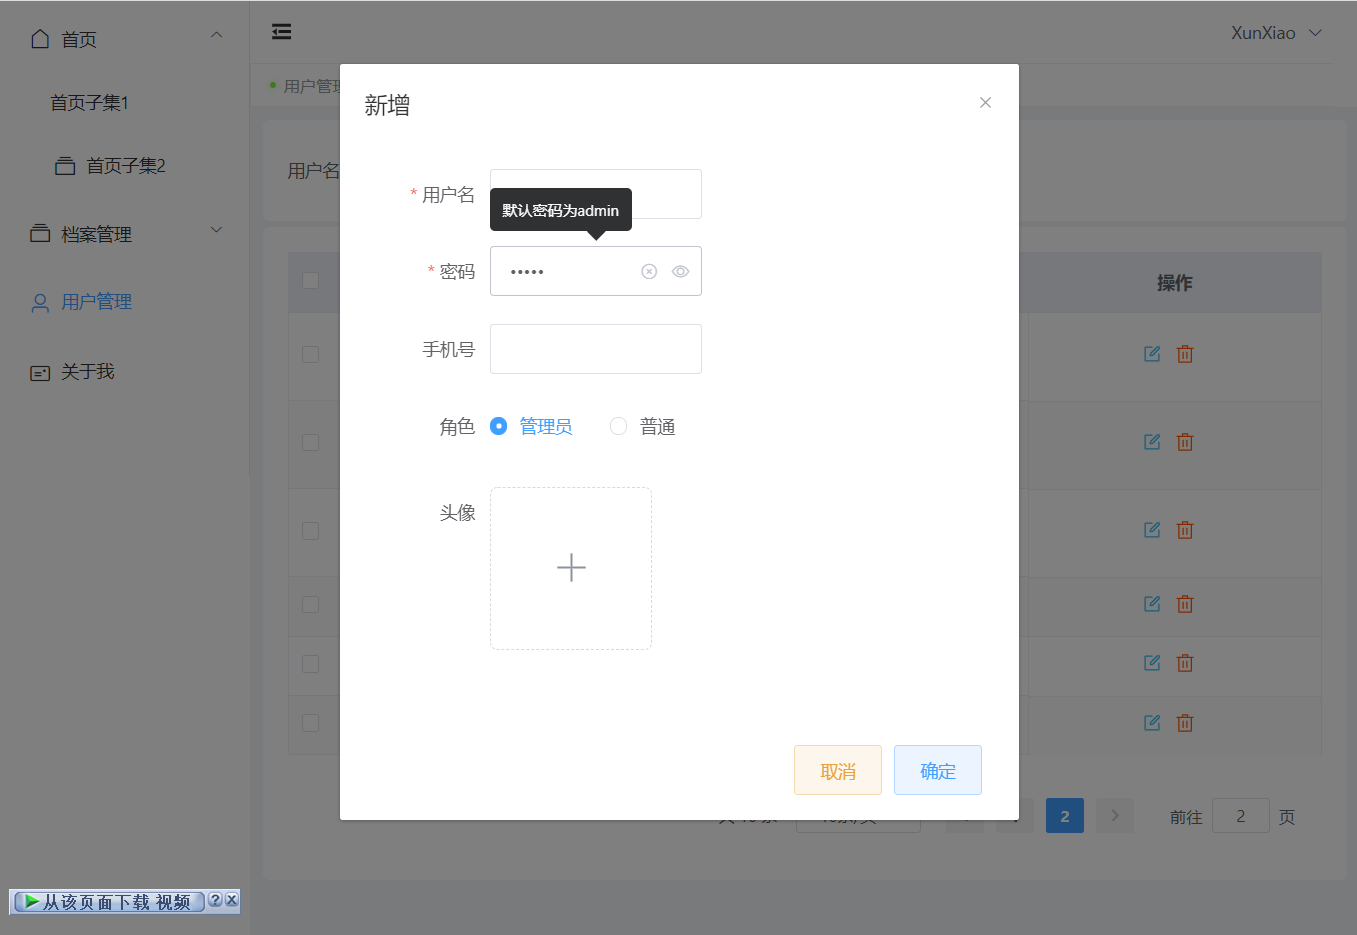 首页
XunXiao
用户管理
新增
首页子集1
首页子集2
用户名
* 用户名
默认密码为admin
档案管理
* 密码
•••••
操作
用户管理
手机号
关于我
角色
管理员
普通
头像
取消
确定
2
前往
2
页
从该页面下载 视频
?
X